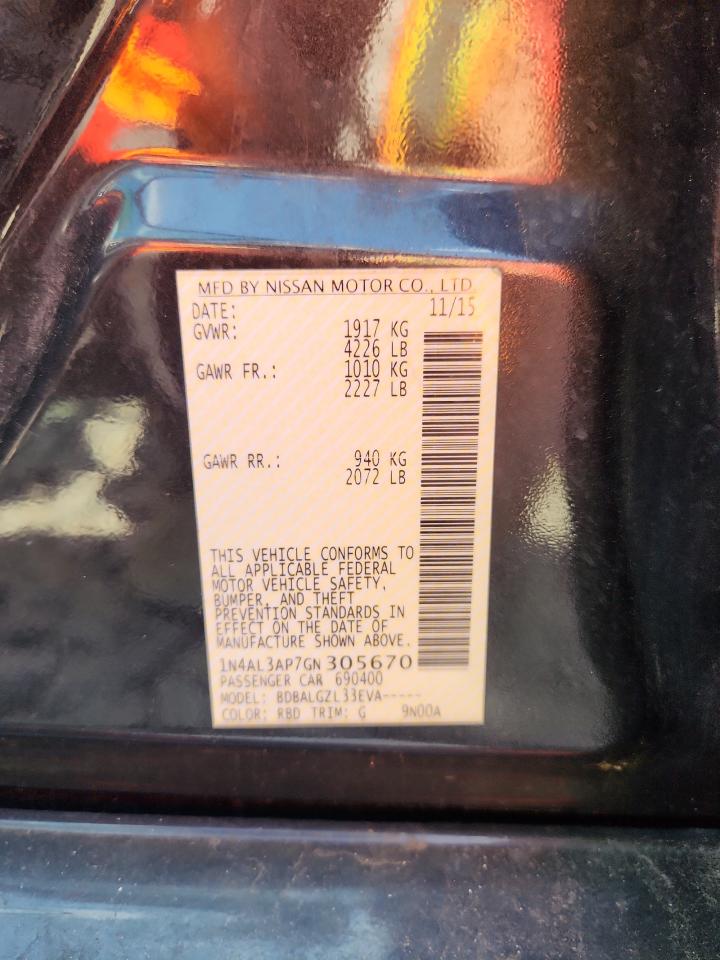 MFD BY NISSAN MOTOR CO., LTD
DATE: 11/15
GVWR: 1917 KG
4226 LB
GAWR FR.: 1010 KG
2227 LB
GAWR RR.: 940 KG
2072 LB
THIS VEHICLE CONFORMS TO
ALL APPLICABLE FEDERAL
MOTOR VEHICLE SAFETY,
BUMPER, AND THEFT
PREVENTION STANDARDS IN
EFFECT ON THE DATE OF
MANUFACTURE SHOWN ABOVE.
1N4AL3AP7GN305670
PASSENGER CAR 690400
MODEL: BDBALGZL33EVA-----
COLOR: RBD TRIM: G 9N00A